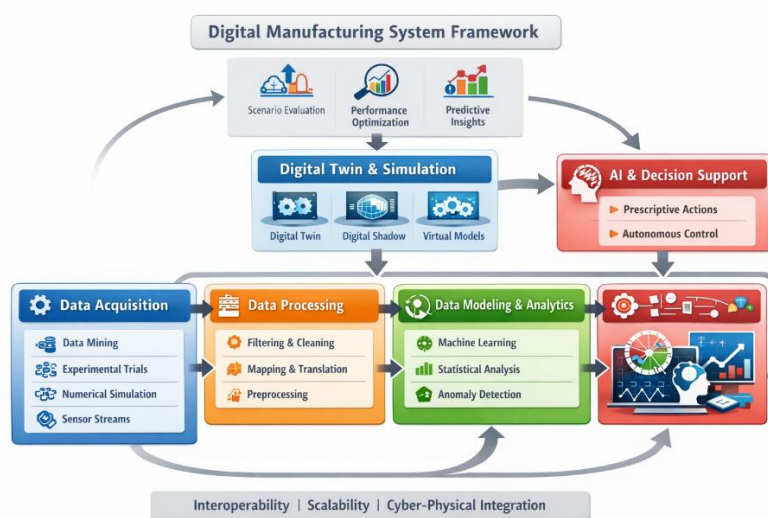 Digital Manufacturing System Framework
Scenario Evaluation
Performance
Optimization
Predictive
Insights
Digital Twin & Simulation
Digital Twin
Digital Shadow
Virtual Models
AI & Decision Support
Prescriptive Actions
Autonomous Control
Data Acquisition
Data Mining
Experimental Trials
Numerical Simulation
Sensor Streams
Data Processing
Filtering & Cleaning
Mapping & Translation
Preprocessing
Data Modeling & Analytics
Machine Learning
Statistical Analysis
Anomaly Detection
Interoperability | Scalability | Cyber-Physical Integration